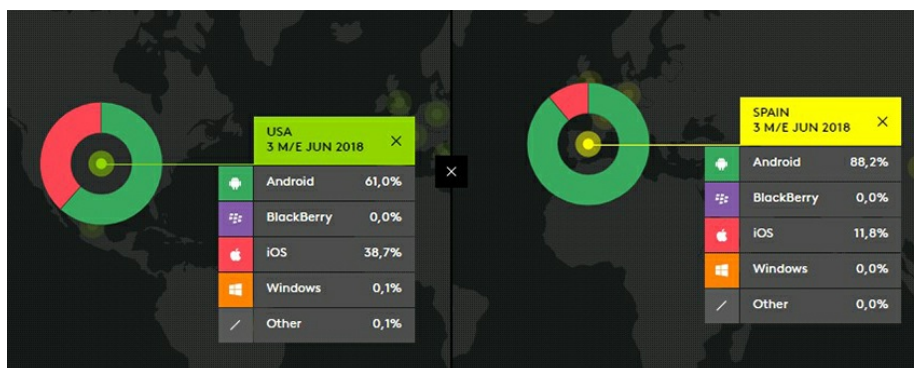 USA
3 M/E JUN 2018
Android 61,0%
BlackBerry 0,0%
iOS 38,7%
Windows 0,1%
Other 0,1%
SPAIN
3 M/E JUN 2018
Android 88,2%
BlackBerry 0,0%
iOS 11,8%
Windows 0,0%
Other 0,0%